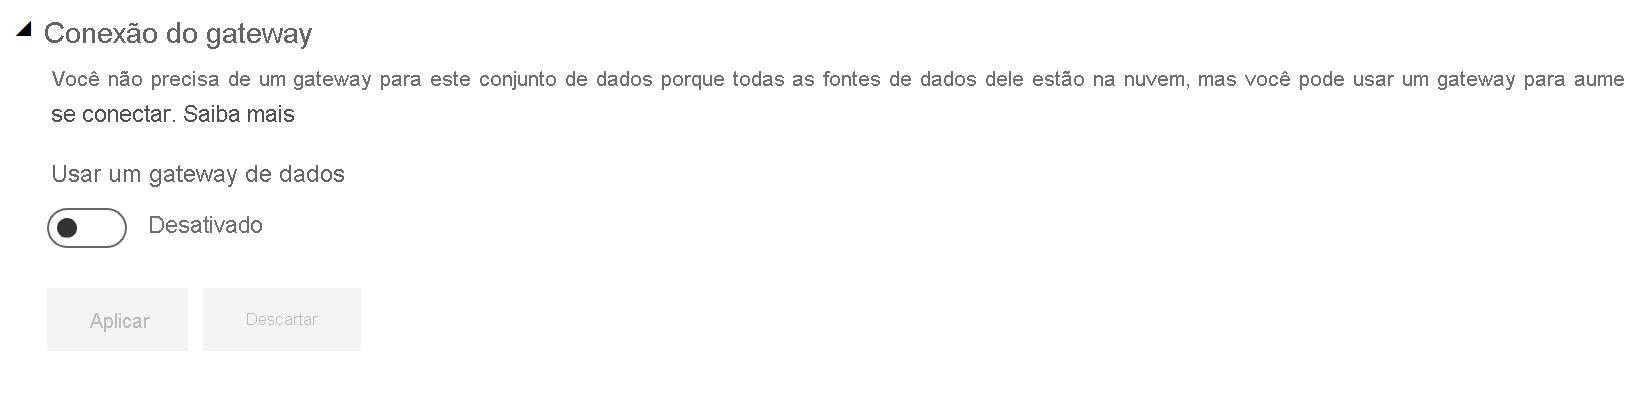 Conexão do gateway
Você não precisa de um gateway para este conjunto de dados porque todas as fontes de dados dele estão na nuvem, mas você pode usar um gateway para aume
se conectar. Saiba mais
Usar um gateway de dados
Desativado
Aplicar
Descartar